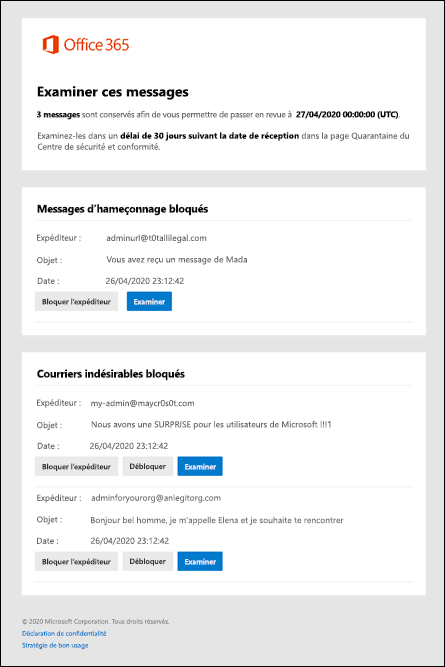 Office 365
Examiner ces messages
3 messages sont conservés afin de vous permettre de passer en revue à 27/04/2020 00:00:00 (UTC).
Examinez-les dans un délai de 30 jours suivant la date de réception dans la page Quarantaine du
Centre de sécurité et conformité.
Messages d'hameçonnage bloqués
Expéditeur : adminurl@t0tallilegal.com
Objet : Vous avez reçu un message de Mada
Date : 26/04/2020 23:12:42
Bloquer l'expéditeur Examiner
Courriers indésirables bloqués
Expéditeur : my-admin@maycr0s0t.com
Objet : Nous avons une SURPRISE pour les utilisateurs de Microsoft !!!1
Date : 26/04/2020 23:12:42
Bloquer l'expéditeur Débloquer Examiner
Expéditeur : adminforyourorg@anlegitorg.com
Objet : Bonjour bel homme, je m'appelle Elena et je souhaite te rencontrer
Date : 26/04/2020 23:12:42
Bloquer l'expéditeur Débloquer Examiner
© 2020 Microsoft Corporation. Tous droits réservés.
Déclaration de confidentialité
Stratégie de bon usage